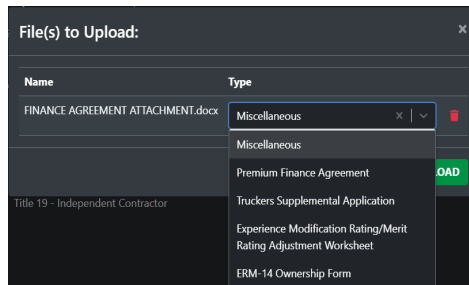 File(s) to Upload:
×
Name Type
FINANCE AGREEMENT ATTACHMENT.docx Miscellaneous ×
Miscellaneous
Premium Finance Agreement
OAD
Truckers Supplemental Application
Title 19 - Independent Contractor
Experience Modification Rating/Merit
Rating Adjustment Worksheet
ERM-14 Ownership Form